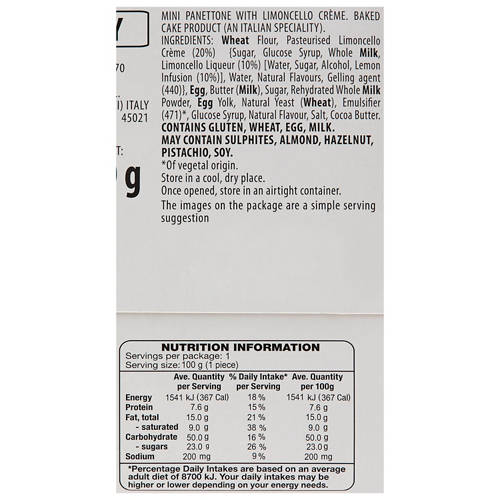 MINI PANETTONE WITH LIMONCELLO CRÈME. BAKED
CAKE PRODUCT (AN ITALIAN SPECIALITY).
INGREDIENTS: Wheat Flour, Pasteurised Limoncello
Crème (20%) {Sugar, Glucose Syrup, Whole Milk,
Limoncello Liqueur (10%) [Water, Sugar, Alcohol, Lemon
Infusion (10%)], Water, Natural Flavours, Gelling agent
(440)}, Egg, Butter (Milk), Sugar, Rehydrated Whole Milk
Powder, Egg Yolk, Natural Yeast (Wheat), Emulsifier
(471)*, Glucose Syrup, Natural Flavour, Salt, Cocoa Butter.
CONTAINS GLUTEN, WHEAT, EGG, MILK.
MAY CONTAIN SULPHITES, ALMOND, HAZELNUT,
PISTACHIO, SOY.
*Of vegetal origin.
Store in a cool, dry place.
Once opened, store in an airtight container.
The images on the package are a simple serving
suggestion
Y
70
I) ITALY
45021
T:
g
NUTRITION INFORMATION
Servings per package: 1
Serving size: 100 g (1 piece)
Ave. Quantity % Daily Intake* Ave. Quantity
per Serving per Serving per 100g
Energy 1541 kJ (367 Cal) 18 % 1541 kJ (367 Cal)
Protein 7.6 g 15 % 7.6 g
Fat, total 15.0 g 21 % 15.0 g
- saturated 9.0 g 38 % 9.0 g
Carbohydrate 50.0 g 16 % 50.0 g
- sugars 23.0 g 26 % 23.0 g
Sodium 200 mg 9 % 200 mg
*Percentage Daily Intakes are based on an average
adult diet of 8700 kJ. Your daily intakes may be
higher or lower depending on your energy needs.